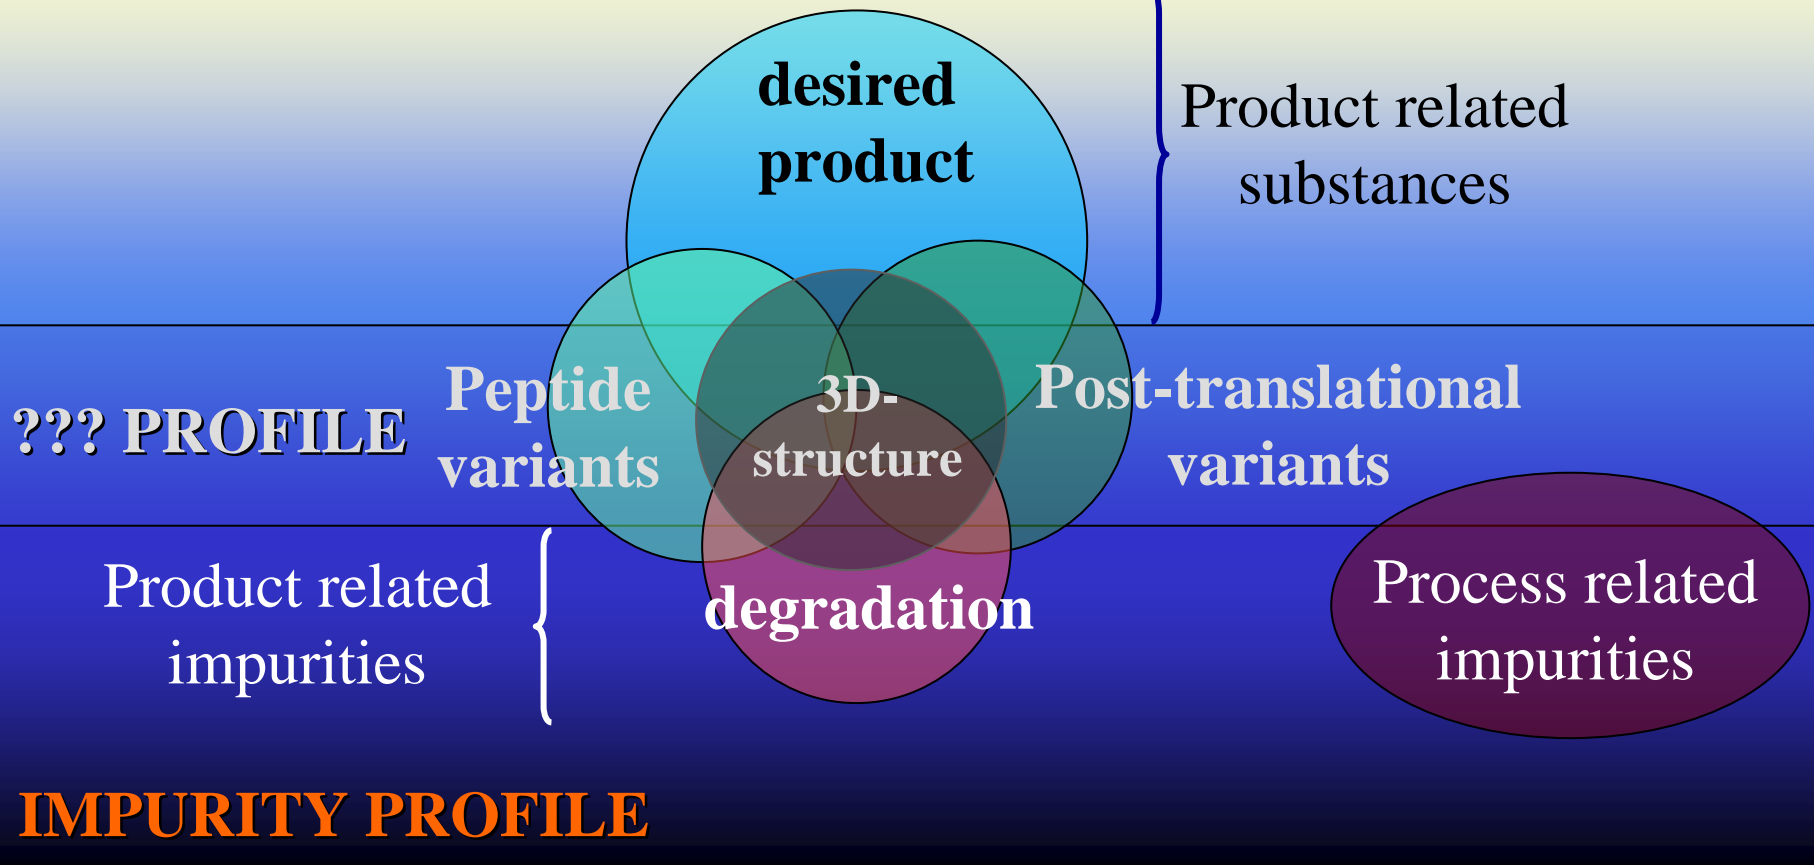 desired
product
Product related
substances
??? PROFILE
Peptide
variants
3D-
structure
Post-translational
variants
Product related
impurities
degradation
Process related
impurities
IMPURITY PROFILE